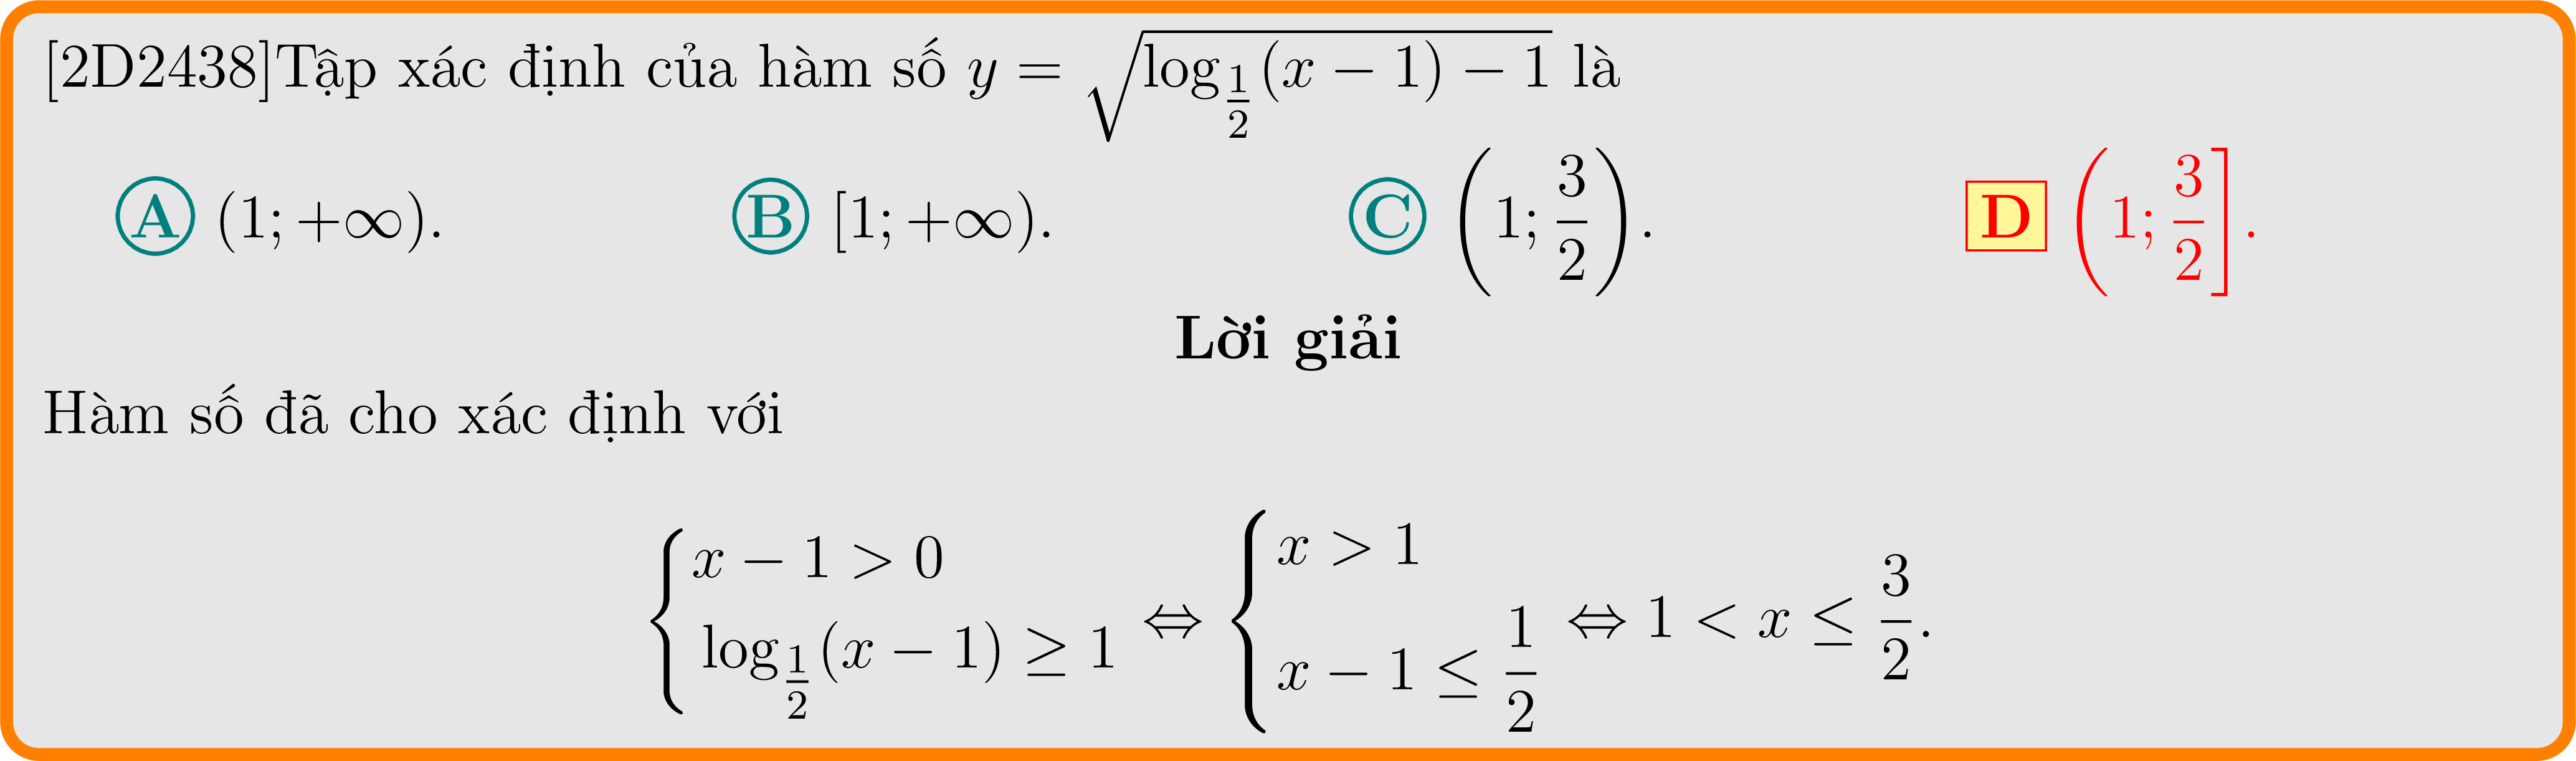 [2D2438]Tập xác định của hàm số $y = \sqrt{\log_{\frac{1}{2}}(x-1)-1}$ là
A $(1;+\infty)$. B $[1;+\infty)$. C $\left(1;\frac{3}{2}\right)$. D $\left(1;\frac{3}{2}\right]$.
Lời giải
Hàm số đã cho xác định với
$\begin{cases} x-1>0 \\ \log_{\frac{1}{2}}(x-1) \geq 1 \end{cases} \Leftrightarrow \begin{cases} x>1 \\ x-1 \leq \frac{1}{2} \end{cases} \Leftrightarrow 1 < x \leq \frac{3}{2}.$